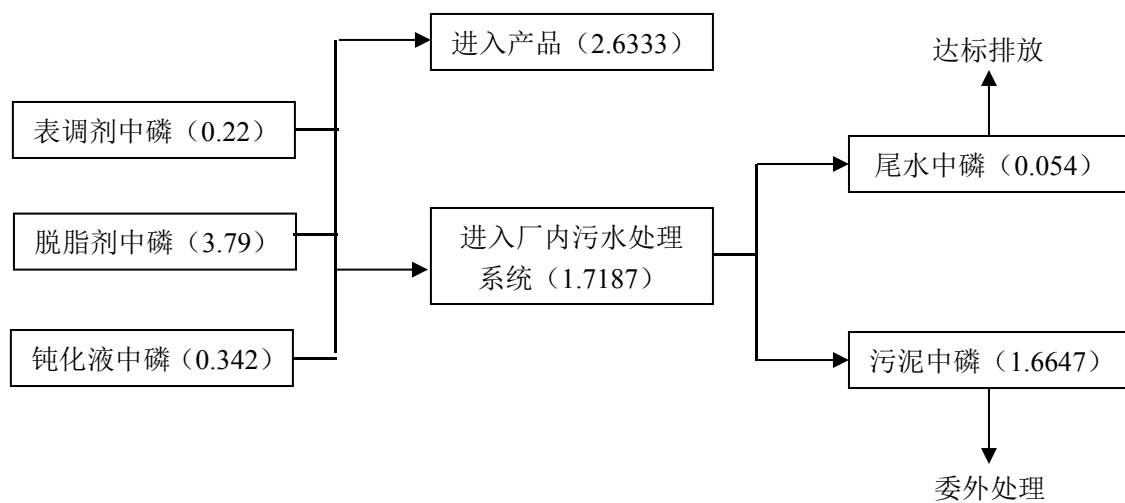 进入产品（2.6333）
达标排放
表调剂中磷（0.22）
尾水中磷（0.054）
脱脂剂中磷（3.79）
进入厂内污水处理
系统（1.7187）
钝化液中磷（0.342）
污泥中磷（1.6647）
委外处理